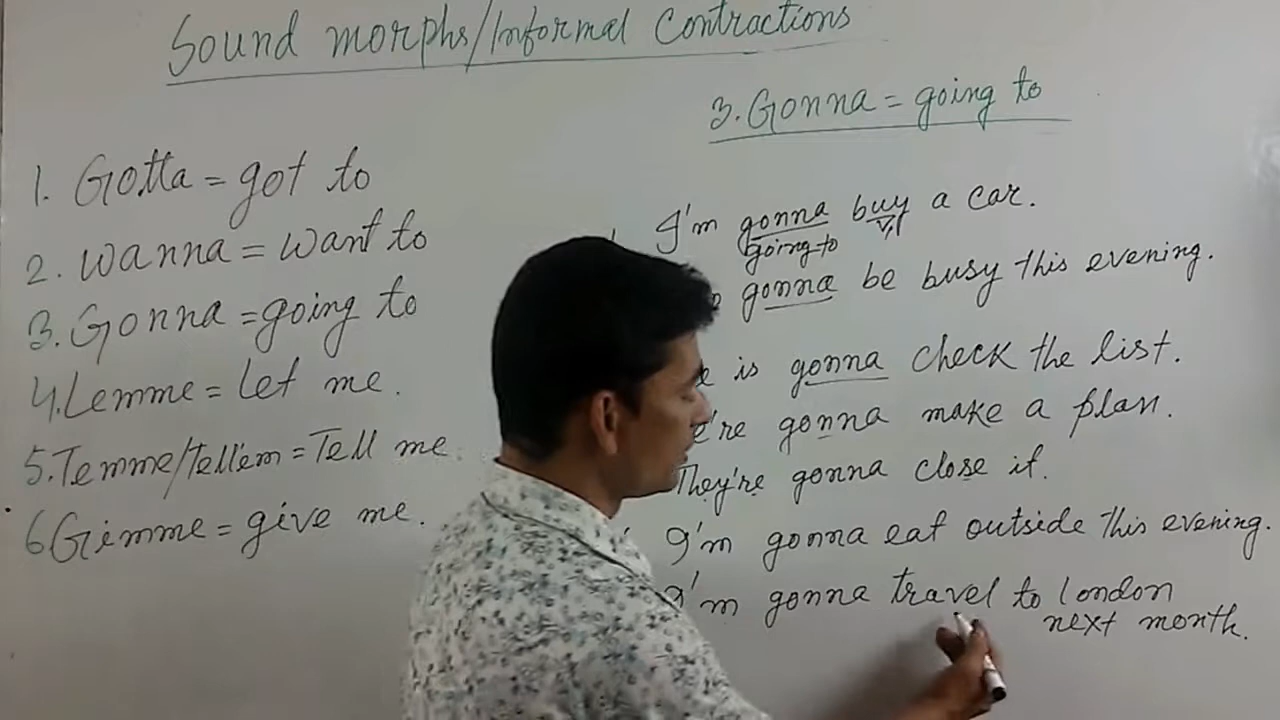 Sound morphs/Informal Contractions
1. Gotta = got to
2. Wanna = Want to
3. Gonna = going to
4. Lemme = Let me.
5. Temme/Tell'em = Tell me.
6 Gimme = give me.
3. Gonna = going to
I'm gonna buy a car.
going to V1
gonna be busy this evening.
is gonna check the list.
gonna make a plan.
They're gonna close it.
I'm gonna eat outside this evening.
I'm gonna travel to London
next month.